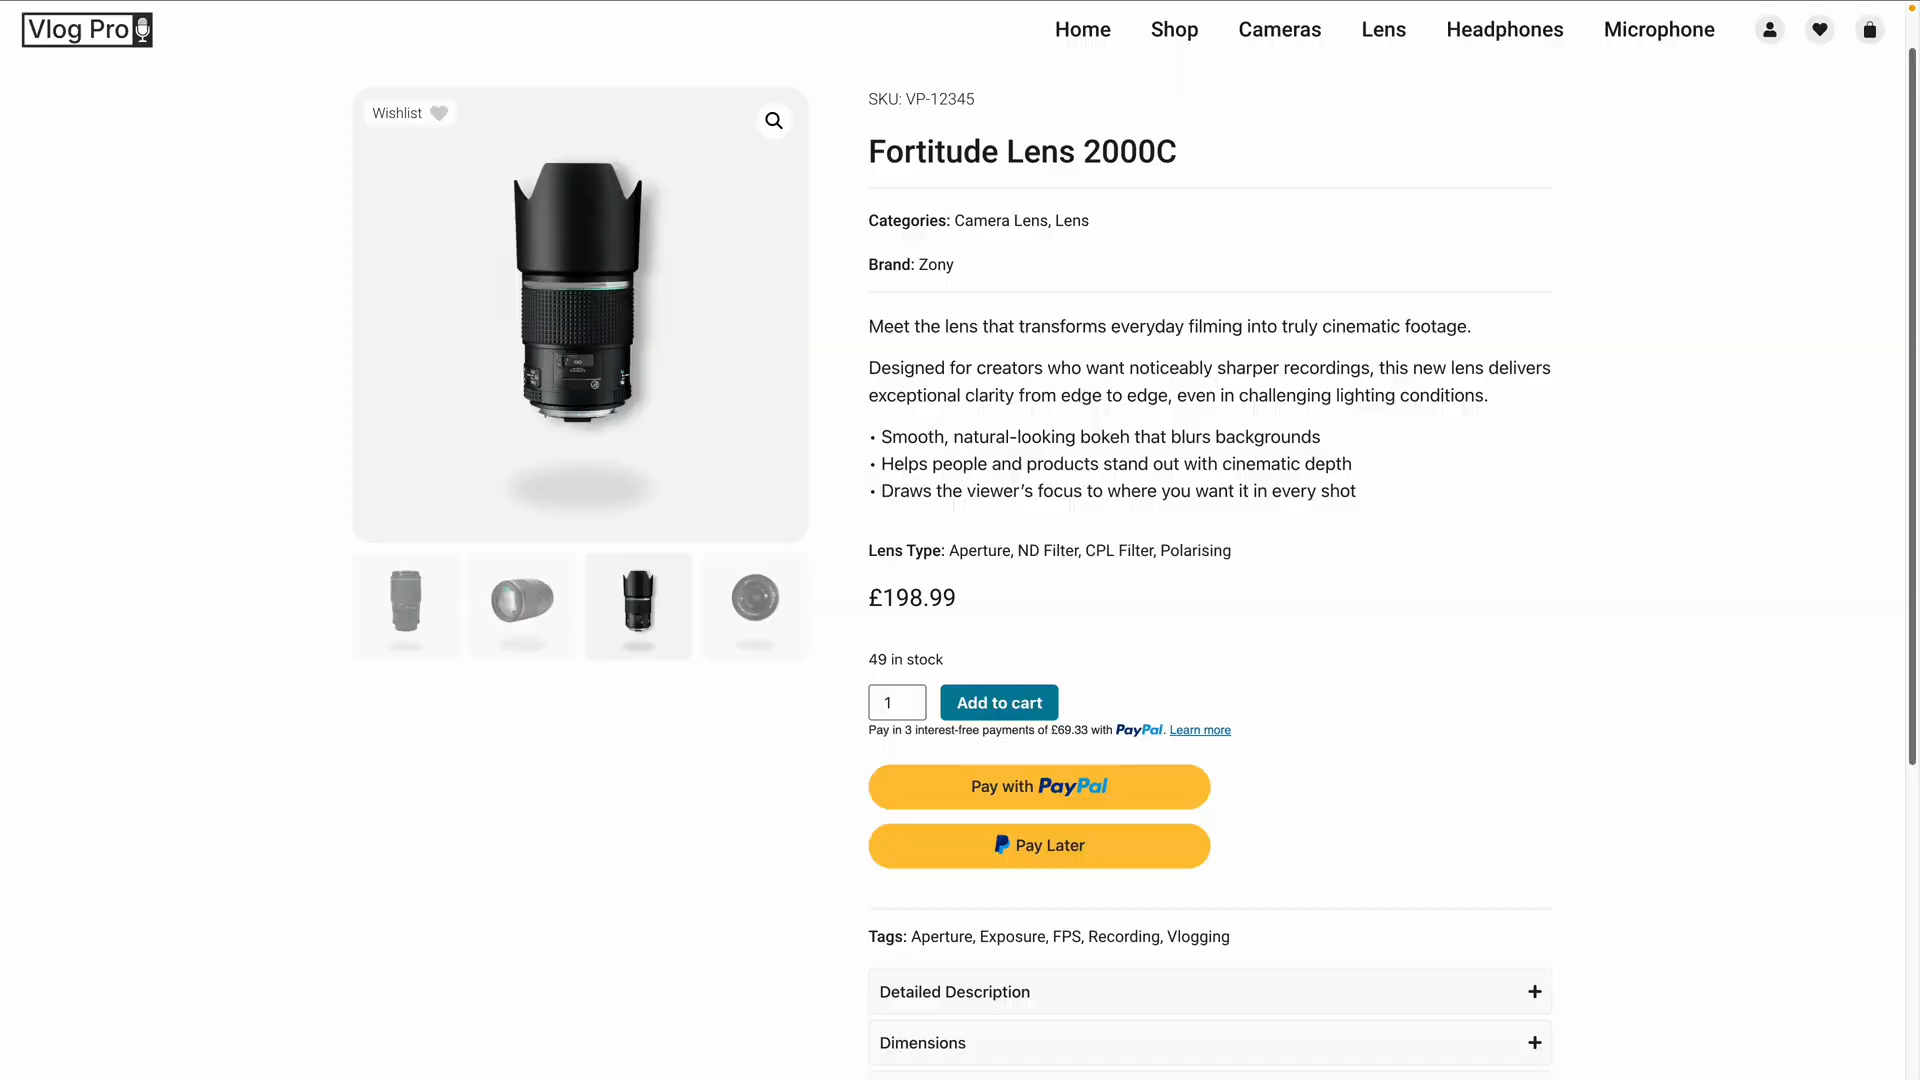 Vlog Pro
Home Shop Cameras Lens Headphones Microphone
Wishlist
SKU: VP-12345
Fortitude Lens 2000C
Categories: Camera Lens, Lens
Brand: Zony
Meet the lens that transforms everyday filming into truly cinematic footage.
Designed for creators who want noticeably sharper recordings, this new lens delivers
exceptional clarity from edge to edge, even in challenging lighting conditions.
• Smooth, natural-looking bokeh that blurs backgrounds
• Helps people and products stand out with cinematic depth
• Draws the viewer’s focus to where you want it in every shot
Lens Type: Aperture, ND Filter, CPL Filter, Polarising
£198.99
49 in stock
1 Add to cart
Pay in 3 interest-free payments of £69.33 with PayPal. Learn more
Pay with PayPal
Pay Later
Tags: Aperture, Exposure, FPS, Recording, Vlogging
Detailed Description
Dimensions